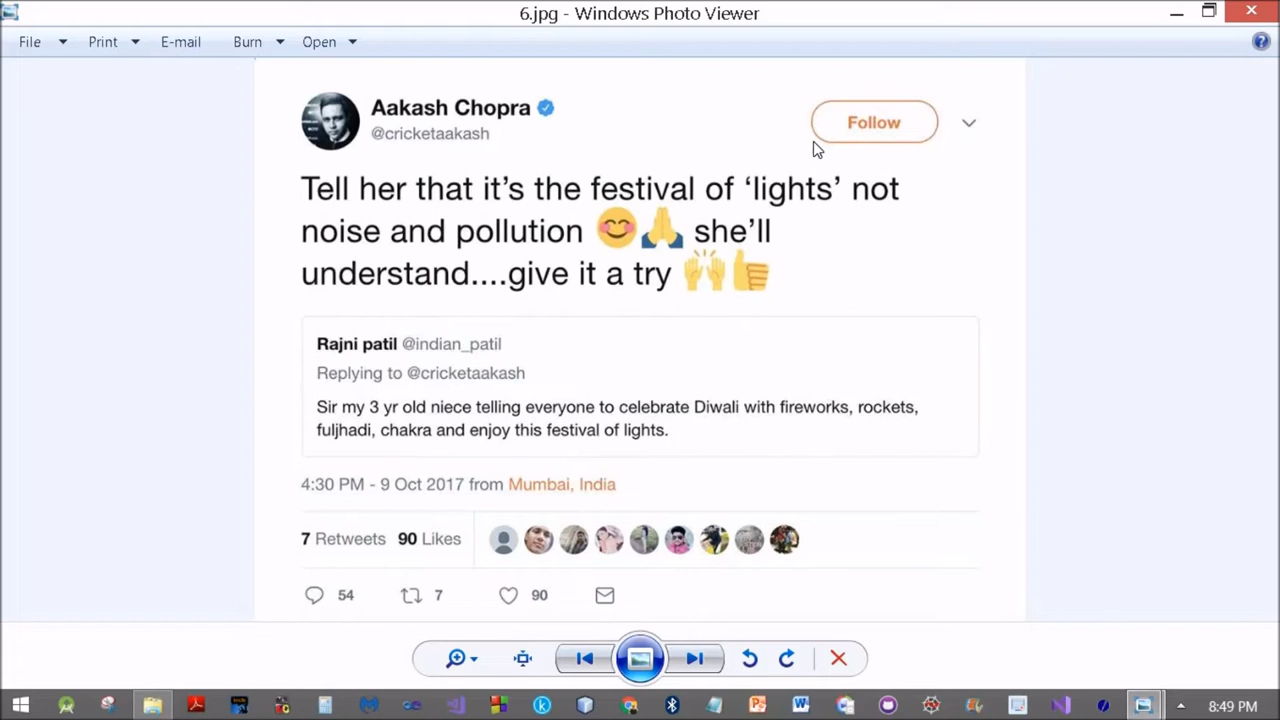 6.jpg - Windows Photo Viewer
File Print E-mail Burn Open
Aakash Chopra
@cricketaakash
Follow
Tell her that it’s the festival of ‘lights’ not
noise and pollution 😊🙏 she’ll
understand....give it a try 🙌👍
Rajni patil @indian_patil
Replying to @cricketaakash
Sir my 3 yr old niece telling everyone to celebrate Diwali with fireworks, rockets,
fuljhadi, chakra and enjoy this festival of lights.
4:30 PM - 9 Oct 2017 from Mumbai, India
7 Retweets 90 Likes
54 7 90
8:49 PM